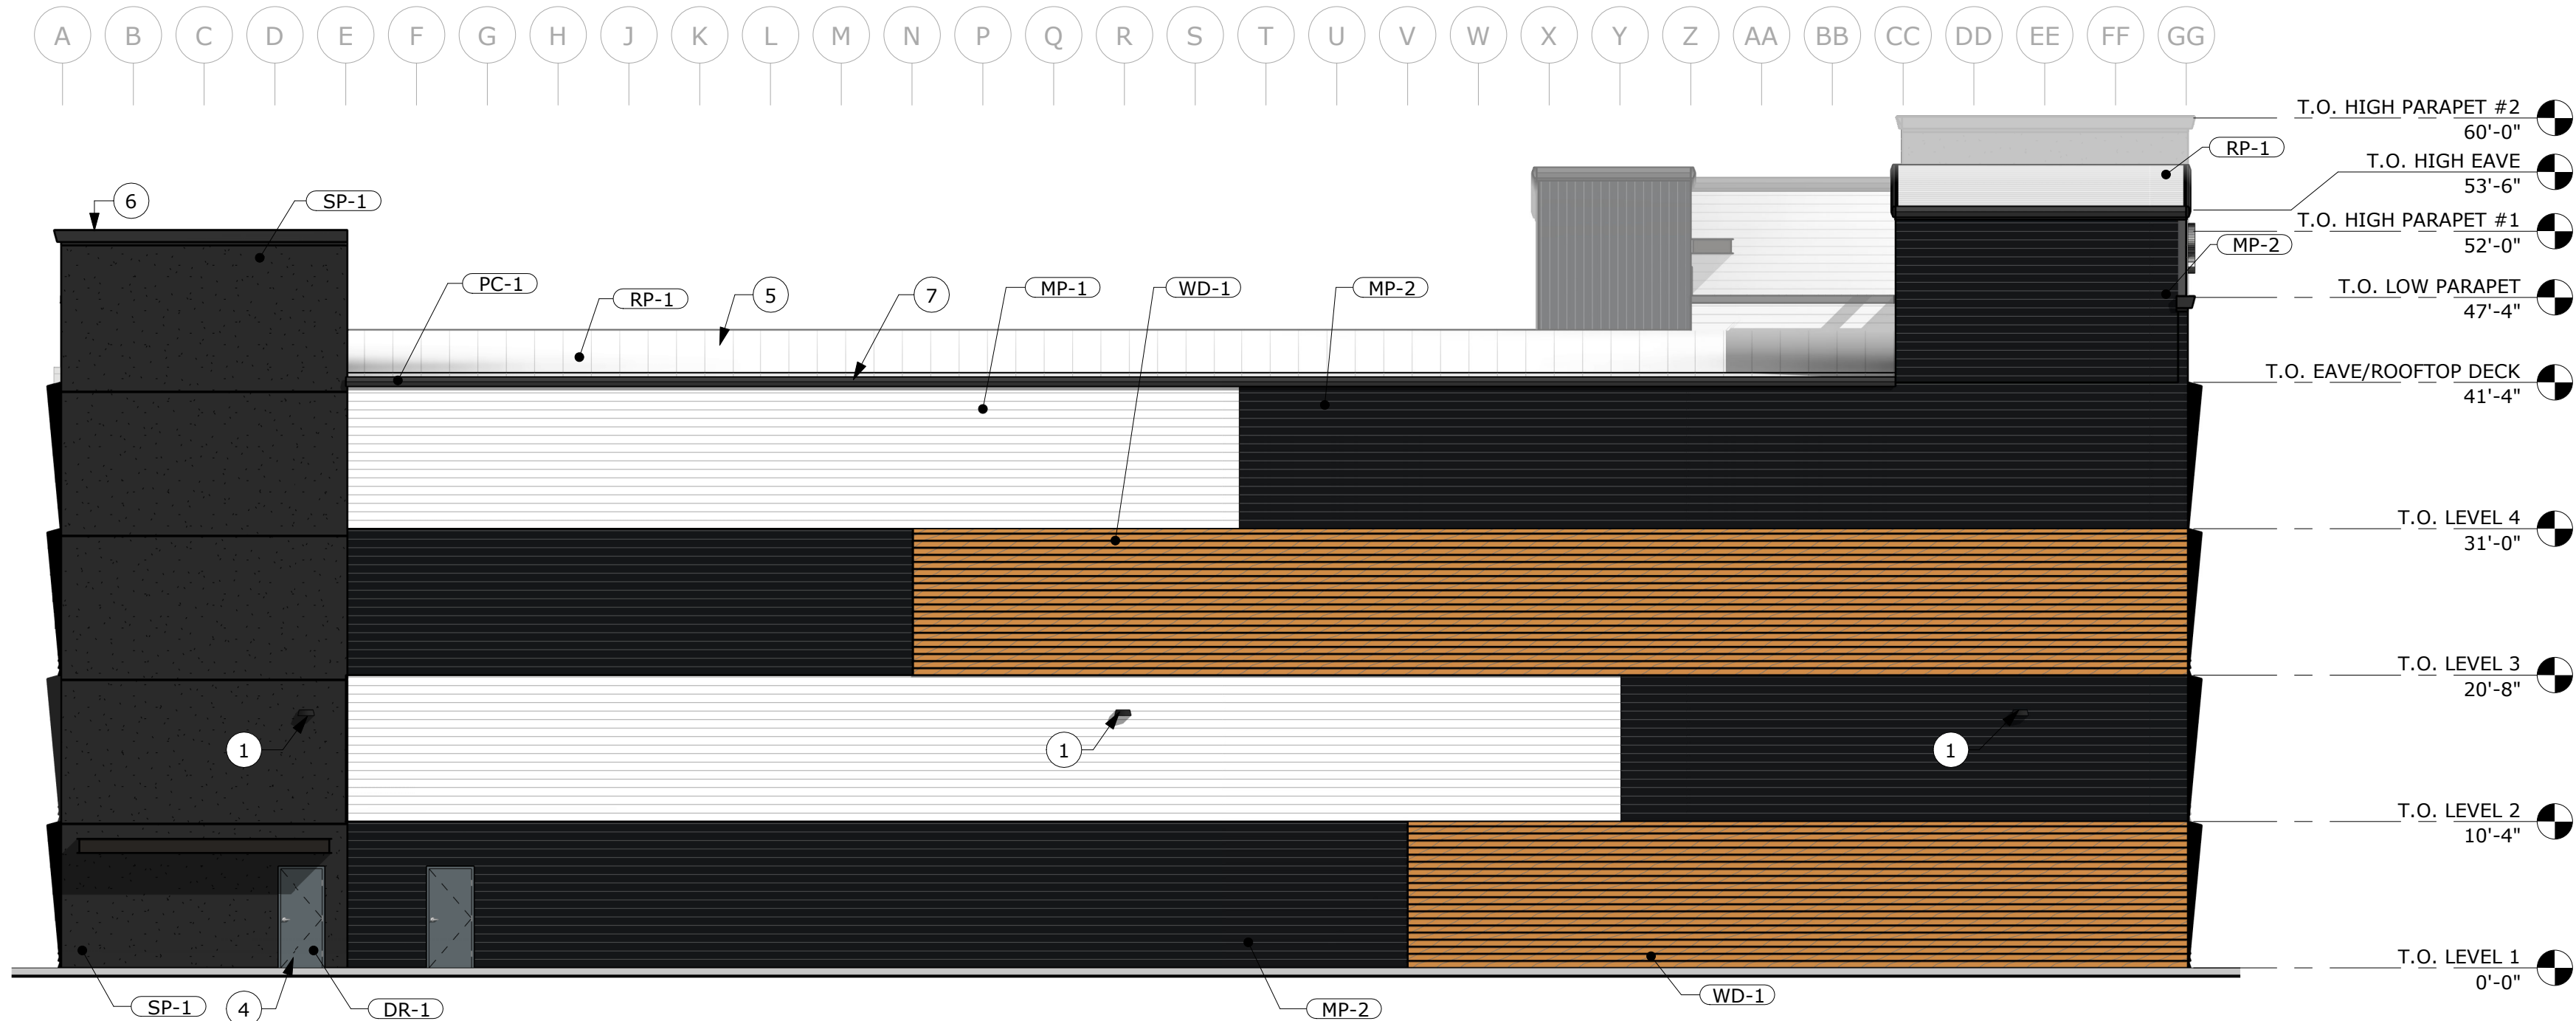 A B C D E F G H J K L M N P Q R S T U V W X Y Z AA BB CC DD EE FF GG
T.O. HIGH PARAPET #2
60'-0"
RP-1
T.O. HIGH EAVE
53'-6"
6
SP-1
T.O. HIGH PARAPET #1
52'-0"
MP-2
PC-1
RP-1
5
7
MP-1
WD-1
MP-2
T.O. LOW PARAPET
47'-4"
T.O. EAVE/ROOFTOP DECK
41'-4"
T.O. LEVEL 4
31'-0"
T.O. LEVEL 3
20'-8"
1
1
1
T.O. LEVEL 2
10'-4"
T.O. LEVEL 1
0'-0"
SP-1
4
DR-1
MP-2
WD-1